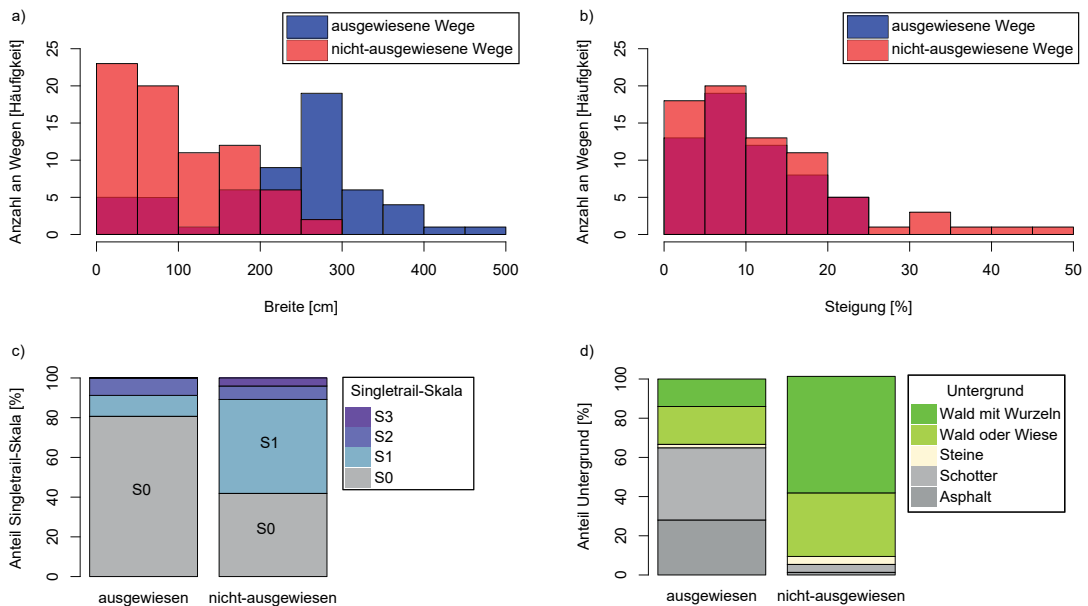 a)
ausgewiesene Wege
nicht-ausgewiesene Wege
Anzahl an Wegen [Häufigkeit]
25
20
15
10
5
0
0 100 200 300 400 500
Breite [cm]
b)
ausgewiesene Wege
nicht-ausgewiesene Wege
Anzahl an Wegen [Häufigkeit]
25
20
15
10
5
0
0 10 20 30 40 50
Steigung [%]
c)
Anteil Singletrail-Skala [%]
100
80
60
40
20
0
S0
S1
S0
ausgewiesen nicht-ausgewiesen
Singletrail-Skala
S3
S2
S1
S0
d)
Anteil Untergrund [%]
100
80
60
40
20
0
ausgewiesen nicht-ausgewiesen
Untergrund
Wald mit Wurzeln
Wald oder Wiese
Steine
Schotter
Asphalt